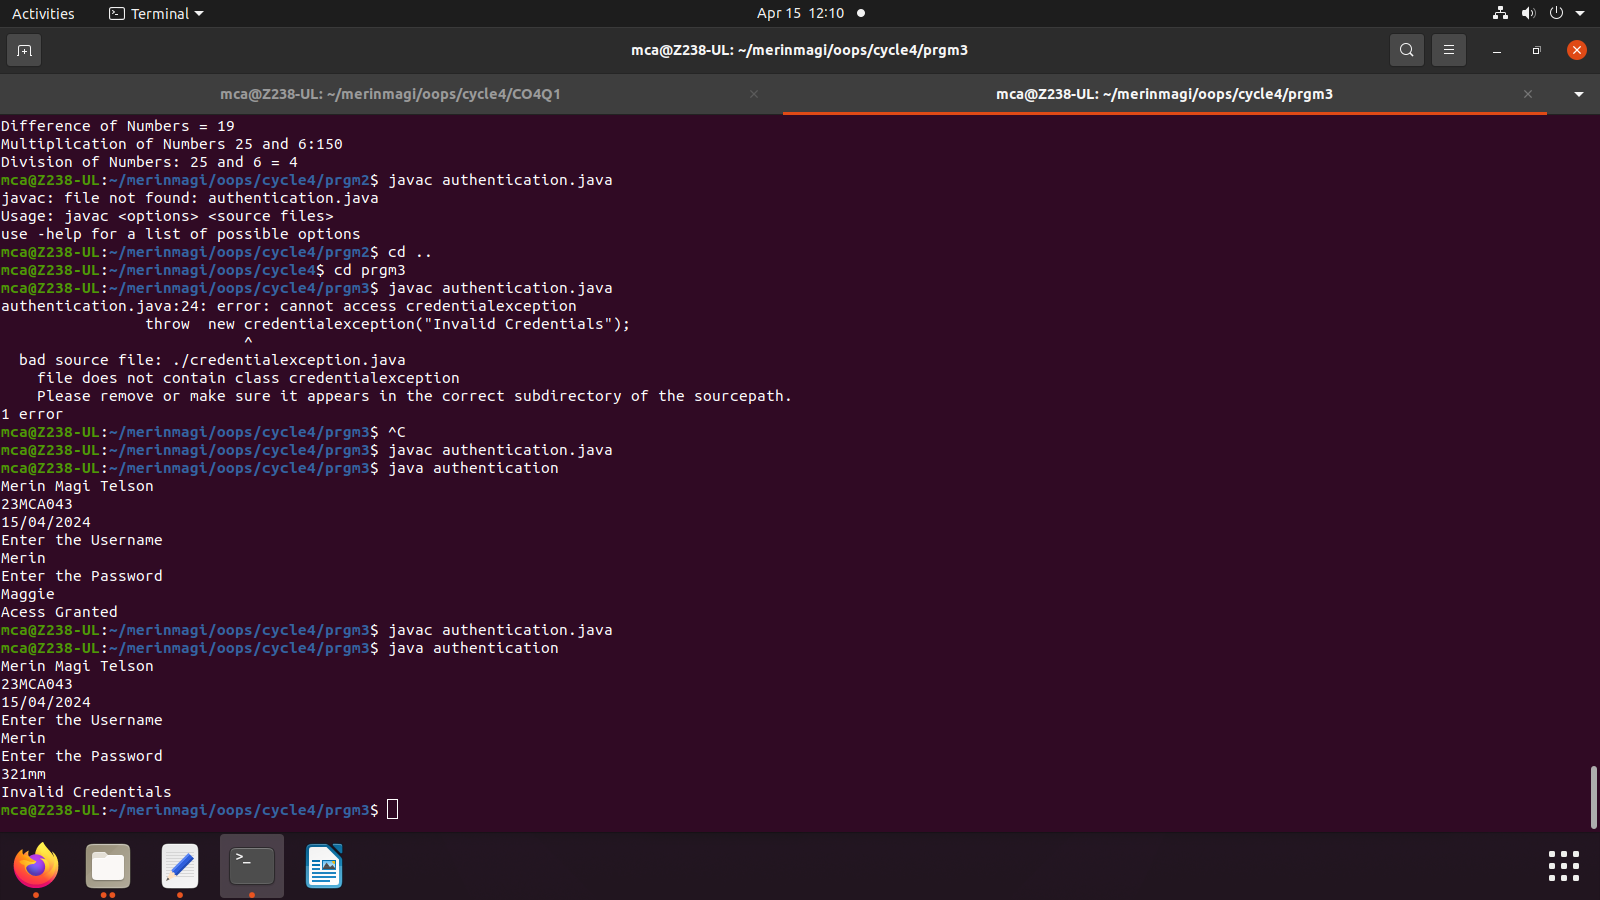 Activities
Terminal
Apr 15 12:10
mca@Z238-UL: ~/merinmagi/oops/cycle4/prgm3
mca@Z238-UL: ~/merinmagi/oops/cycle4/CO4Q1
mca@Z238-UL: ~/merinmagi/oops/cycle4/prgm3
Difference of Numbers = 19
Multiplication of Numbers 25 and 6:150
Division of Numbers: 25 and 6 = 4
mca@Z238-UL:~/merinmagi/oops/cycle4/prgm2$ javac authentication.java
javac: file not found: authentication.java
Usage: javac <options> <source files>
use -help for a list of possible options
mca@Z238-UL:~/merinmagi/oops/cycle4/prgm2$ cd ..
mca@Z238-UL:~/merinmagi/oops/cycle4$ cd prgm3
mca@Z238-UL:~/merinmagi/oops/cycle4/prgm3$ javac authentication.java
authentication.java:24: error: cannot access credentialexception
throw  new credentialexception("Invalid Credentials");
^
bad source file: ./credentialexception.java
file does not contain class credentialexception
Please remove or make sure it appears in the correct subdirectory of the sourcepath.
1 error
mca@Z238-UL:~/merinmagi/oops/cycle4/prgm3$ ^C
mca@Z238-UL:~/merinmagi/oops/cycle4/prgm3$ javac authentication.java
mca@Z238-UL:~/merinmagi/oops/cycle4/prgm3$ java authentication
Merin Magi Telson
23MCA043
15/04/2024
Enter the Username
Merin
Enter the Password
Maggie
Acess Granted
mca@Z238-UL:~/merinmagi/oops/cycle4/prgm3$ javac authentication.java
mca@Z238-UL:~/merinmagi/oops/cycle4/prgm3$ java authentication
Merin Magi Telson
23MCA043
15/04/2024
Enter the Username
Merin
Enter the Password
321mm
Invalid Credentials
mca@Z238-UL:~/merinmagi/oops/cycle4/prgm3$